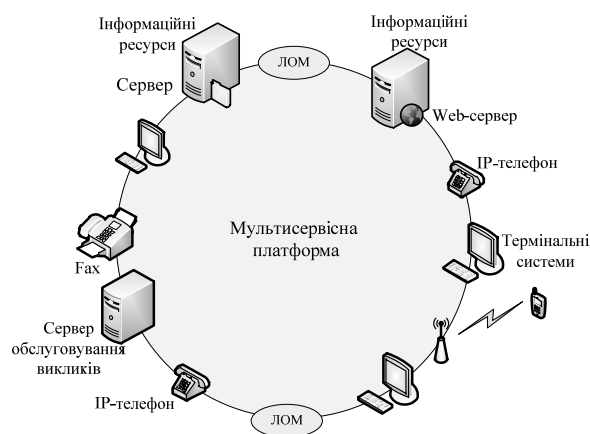 Інформаційні
ресурси
Інформаційні
ресурси
ЛОМ
Сервер
Web-сервер
IP-телефон
Мультисервісна
платформа
Термінальні
системи
Fax
Сервер
обслуговування
викликів
IP-телефон
ЛОМ